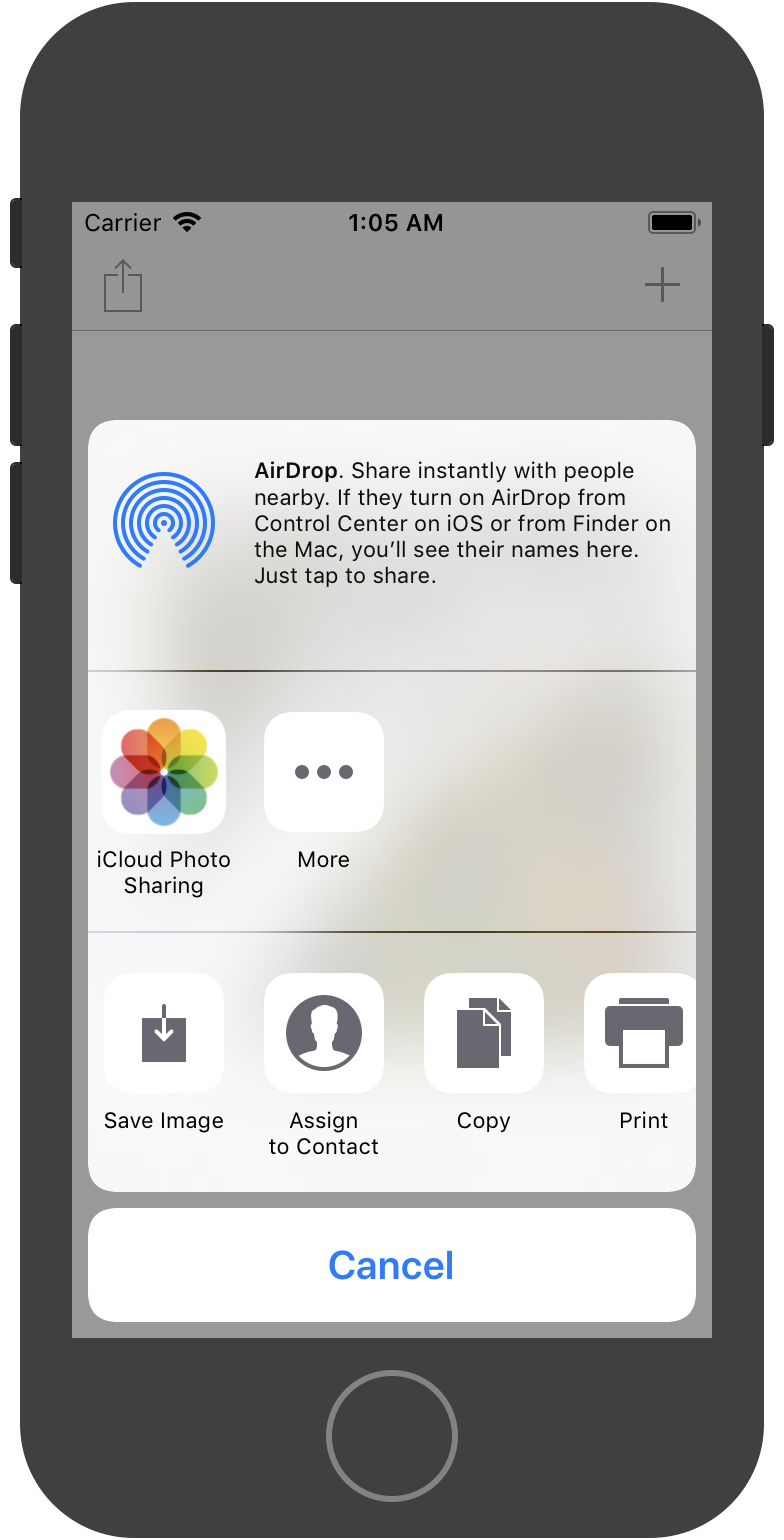 Carrier 1:05 AM
AirDrop. Share instantly with people
nearby. If they turn on AirDrop from
Control Center on iOS or from Finder on
the Mac, you’ll see their names here.
Just tap to share.
iCloud Photo
Sharing
More
Save Image
Assign
to Contact
Copy
Print
Cancel